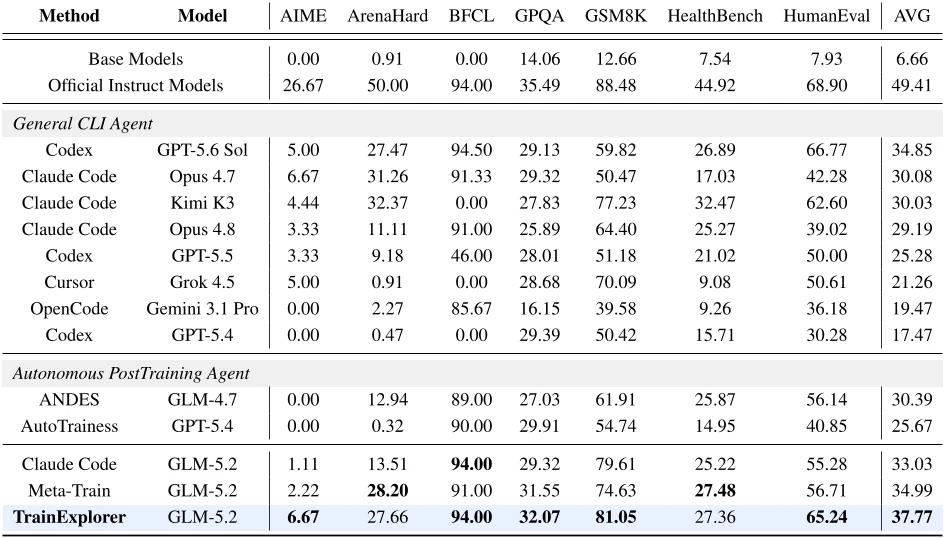 Method Model AIME ArenaHard BFCL GPQA GSM8K HealthBench HumanEval AVG
Base Models 0.00 0.91 0.00 14.06 12.66 7.54 7.93 6.66
Official Instruct Models 26.67 50.00 94.00 35.49 88.48 44.92 68.90 49.41
General CLI Agent
Codex GPT-5.6 Sol 5.00 27.47 94.50 29.13 59.82 26.89 66.77 34.85
Claude Code Opus 4.7 6.67 31.26 91.33 29.32 50.47 17.03 42.28 30.08
Claude Code Kimi K3 4.44 32.37 0.00 27.83 77.23 32.47 62.60 30.03
Claude Code Opus 4.8 3.33 11.11 91.00 25.89 64.40 25.27 39.02 29.19
Codex GPT-5.5 3.33 9.18 46.00 28.01 51.18 21.02 50.00 25.28
Cursor Grok 4.5 5.00 0.91 0.00 28.68 70.09 9.08 50.61 21.26
OpenCode Gemini 3.1 Pro 0.00 2.27 85.67 16.15 39.58 9.26 36.18 19.47
Codex GPT-5.4 0.00 0.47 0.00 29.39 50.42 15.71 30.28 17.47
Autonomous PostTraining Agent
ANDES GLM-4.7 0.00 12.94 89.00 27.03 61.91 25.87 56.14 30.39
AutoTrainess GPT-5.4 0.00 0.32 90.00 29.91 54.74 14.95 40.85 25.67
Claude Code GLM-5.2 1.11 13.51 94.00 29.32 79.61 25.22 55.28 33.03
Meta-Train GLM-5.2 2.22 28.20 91.00 31.55 74.63 27.48 56.71 34.99
TrainExplorer GLM-5.2 6.67 27.66 94.00 32.07 81.05 27.36 65.24 37.77